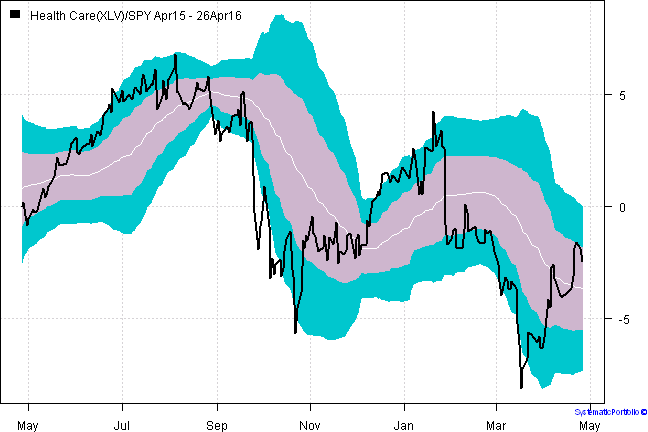 Health Care(XLV)/SPY Apr15 - 26Apr16
5
0
-5
SystematicPortfolio ©
May Jul Sep Nov Jan Mar May